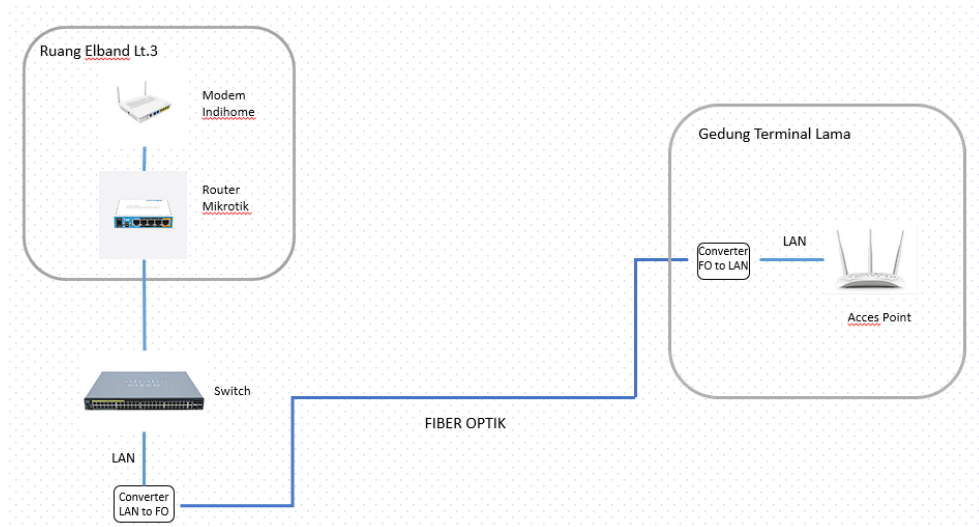 Ruang Elband Lt.3
Modem
Indihome
Router
Mikrotik
Switch
LAN
Converter
LAN to FO
FIBER OPTIK
Gedung Terminal Lama
Converter
FO to LAN
LAN
Acces Point